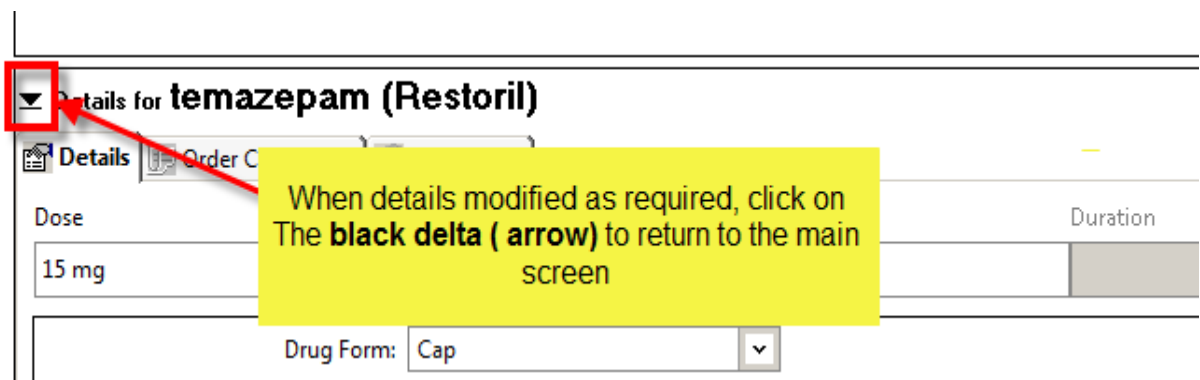 Details for temazepam (Restoril)
Details Order C
When details modified as required, click on
The black delta ( arrow) to return to the main
screen
Dose Duration
15 mg
Drug Form: Cap